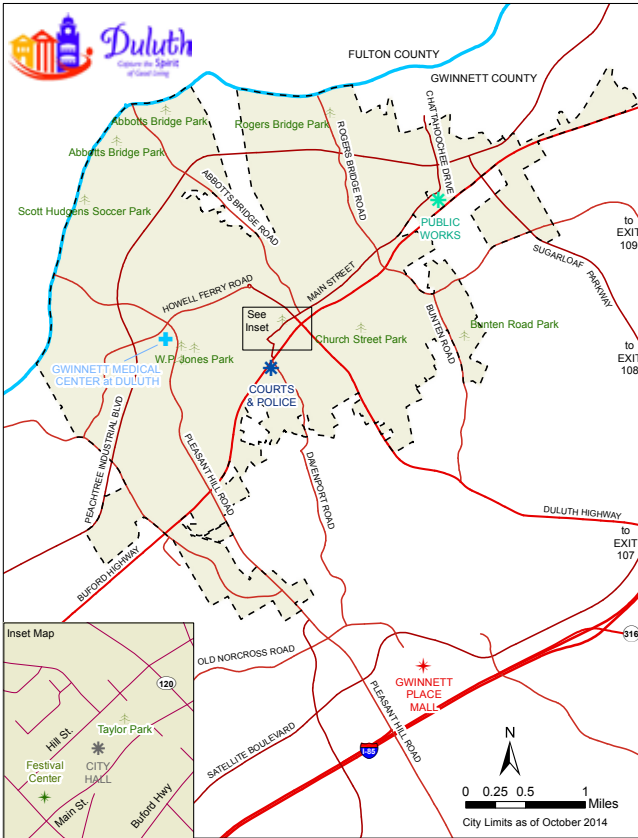 Duluth
Capture the Spirit
of Good Living
FULTON COUNTY
GWINNETT COUNTY
Abbotts Bridge Park
Rogers Bridge Park
CHATTAHOOCHEE DRIVE
Abbotts Bridge Park
ROGERS BRIDGE ROAD
ABBOTTS BRIDGE ROAD
Scott Hudgens Soccer Park
PUBLIC
WORKS
to
EXIT
109
SUGARLOAF PARKWAY
HOWELL FERRY ROAD
MAIN STREET
See
Inset
Church Street Park
BUNTEN ROAD
Bunten Road Park
W.P. Jones Park
GWINNETT MEDICAL
CENTER at DULUTH
to
EXIT
108
COURTS
& POLICE
PEACHTREE INDUSTRIAL BLVD
PLEASANT HILL ROAD
DAVENPORT ROAD
DULUTH HIGHWAY
to
EXIT
107
BUFORD HIGHWAY
Inset Map
120
Taylor Park
Hill St.
CITY
HALL
Festival
Center
Main St.
Buford Hwy
OLD NORCROSS ROAD
316
GWINNETT
PLACE
MALL
PLEASANT HILL ROAD
SATELLITE BOULEVARD
I-85
N
0 0.25 0.5 1
Miles
City Limits as of October 2014